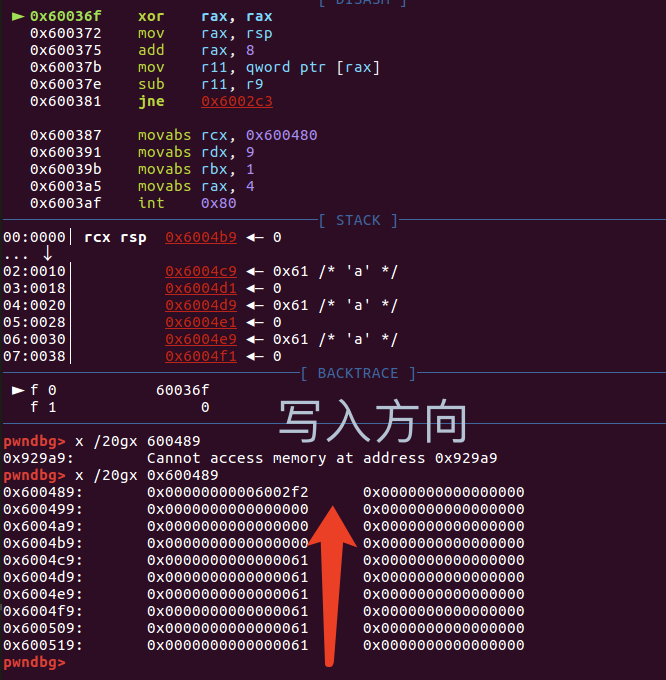 [ DISASM ]
► 0x60036f xor rax, rax
0x600372 mov rax, rsp
0x600375 add rax, 8
0x60037b mov r11, qword ptr [rax]
0x60037e sub r11, r9
0x600381 jne 0x6002c3
0x600387 movabs rcx, 0x600480
0x600391 movabs rdx, 9
0x60039b movabs rbx, 1
0x6003a5 movabs rax, 4
0x6003af int 0x80
[ STACK ]
00:0000│ rcx rsp 0x6004b9 ◂— 0
... ↓
02:0010│ 0x6004c9 ◂— 0x61 /* 'a' */
03:0018│ 0x6004d1 ◂— 0
04:0020│ 0x6004d9 ◂— 0x61 /* 'a' */
05:0028│ 0x6004e1 ◂— 0
06:0030│ 0x6004e9 ◂— 0x61 /* 'a' */
07:0038│ 0x6004f1 ◂— 0
[ BACKTRACE ]
► f 0 60036f
f 1 0
写入方向
pwndbg> x /20gx 600489
0x929a9: Cannot access memory at address 0x929a9
pwndbg> x /20gx 0x600489
0x600489: 0x00000000006002f2 0x0000000000000000
0x600499: 0x0000000000000000 0x0000000000000000
0x6004a9: 0x0000000000000000 0x0000000000000000
0x6004b9: 0x0000000000000000 0x0000000000000000
0x6004c9: 0x0000000000000061 0x0000000000000000
0x6004d9: 0x0000000000000061 0x0000000000000000
0x6004e9: 0x0000000000000061 0x0000000000000000
0x6004f9: 0x0000000000000061 0x0000000000000000
0x600509: 0x0000000000000061 0x0000000000000000
0x600519: 0x0000000000000061 0x0000000000000000
pwndbg>